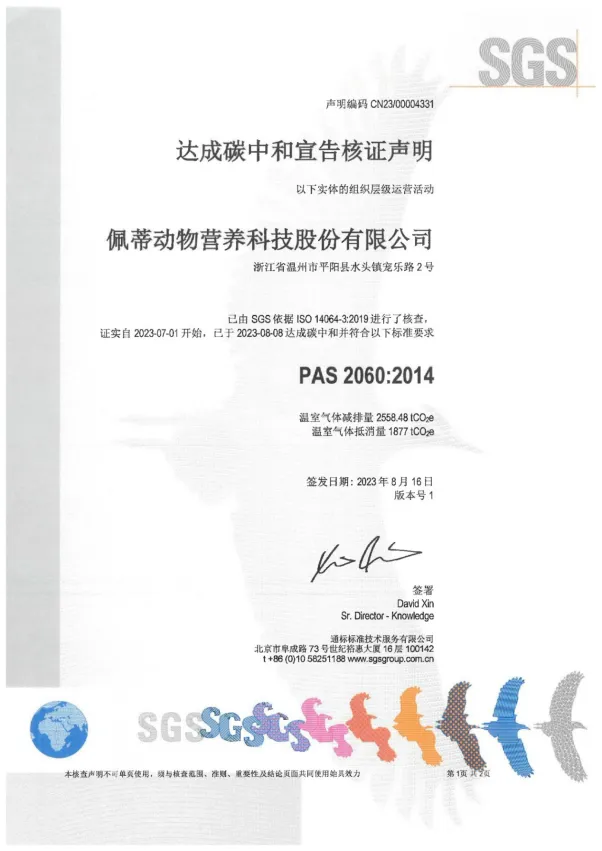 SGS
声明编码 CN23/00004331
达成碳中和宣告核证声明
以下实体的组织层级运营活动
佩蒂动物营养科技股份有限公司
浙江省温州市平阳县水头镇宠乐路 2 号
已由 SGS 依据 ISO 14064-3:2019 进行了核查，
证实自 2023-07-01 开始，已于 2023-08-08 达成碳中和并符合以下标准要求
PAS 2060:2014
温室气体减排量 2558.48 tCO₂e
温室气体抵消量 1877 tCO₂e
签发日期: 2023 年 8 月 16 日
版本号 1
签署
David Xin
Sr. Director - Knowledge
通标标准技术服务有限公司
北京市阜成路 73 号世纪裕惠大厦 16 层 100142
t +86 (0)10 58251188 www.sgsgroup.com.cn
SGS SGS SGS
本核查声明不可单页使用，须与核查范围、准则、重要性及结论页面共同使用始具效力
第 1页 共 2页